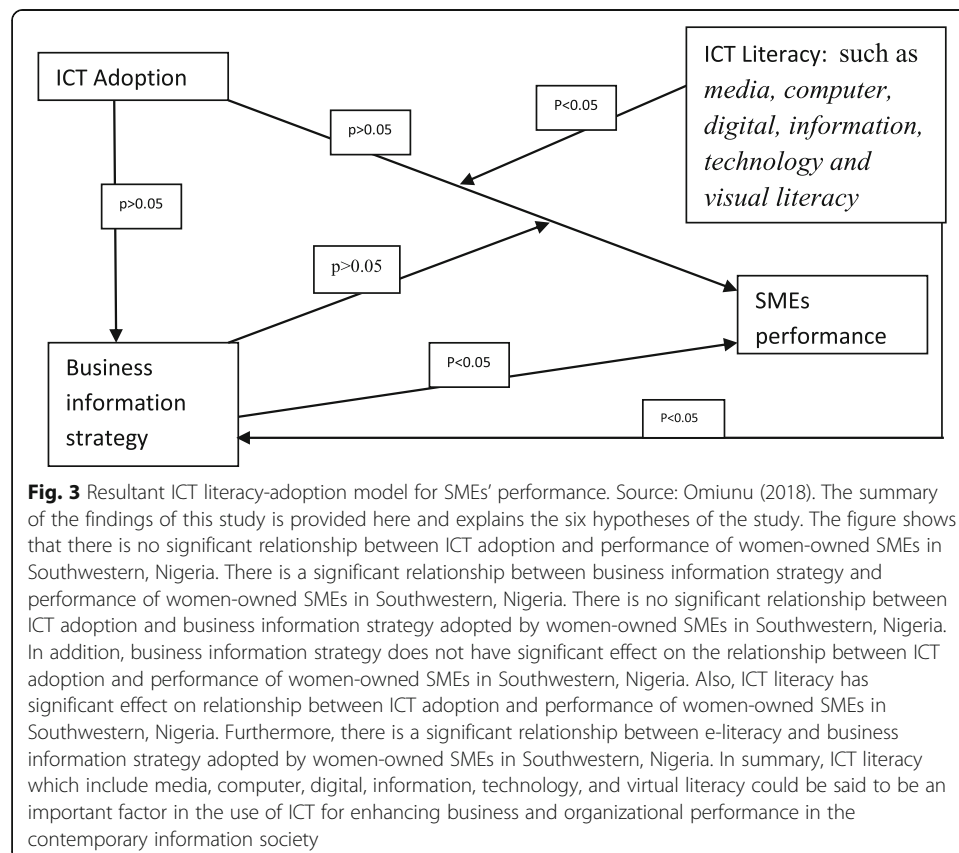 ICT Adoption
ICT Literacy: such as
media, computer,
digital, information,
technology and
visual literacy
P<0.05
p>0.05
p>0.05
p>0.05
SMEs
performance
Business
information
strategy
P<0.05
P<0.05
Fig. 3 Resultant ICT literacy-adoption model for SMEs' performance. Source: Omiunu (2018). The summary
of the findings of this study is provided here and explains the six hypotheses of the study. The figure shows
that there is no significant relationship between ICT adoption and performance of women-owned SMEs in
Southwestern, Nigeria. There is a significant relationship between business information strategy and
performance of women-owned SMEs in Southwestern, Nigeria. There is no significant relationship between
ICT adoption and business information strategy adopted by women-owned SMEs in Southwestern, Nigeria.
In addition, business information strategy does not have significant effect on the relationship between ICT
adoption and performance of women-owned SMEs in Southwestern, Nigeria. Also, ICT literacy has
significant effect on relationship between ICT adoption and performance of women-owned SMEs in
Southwestern, Nigeria. Furthermore, there is a significant relationship between e-literacy and business
information strategy adopted by women-owned SMEs in Southwestern, Nigeria. In summary, ICT literacy
which include media, computer, digital, information, technology, and virtual literacy could be said to be an
important factor in the use of ICT for enhancing business and organizational performance in the
contemporary information society